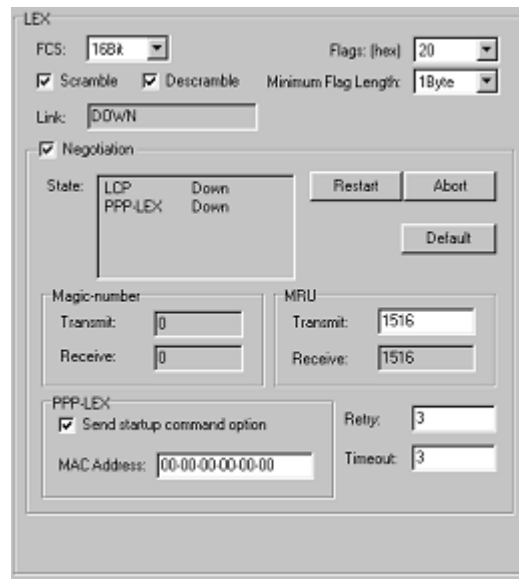 LEX
FCS: 16Bit Flags: (hex) 20
Scramble Descramble Minimum Flag Length: 1Byte
Link: DOWN
Negotiation
State: LCP Down Restart Abort
PPP-LEX Down
Default
Magic-number MRU
Transmit: 0 Transmit: 1516
Receive: 0 Receive: 1516
PPP-LEX
Send startup command option Retry: 3
MAC Address: 00-00-00-00-00-00 Timeout: 3